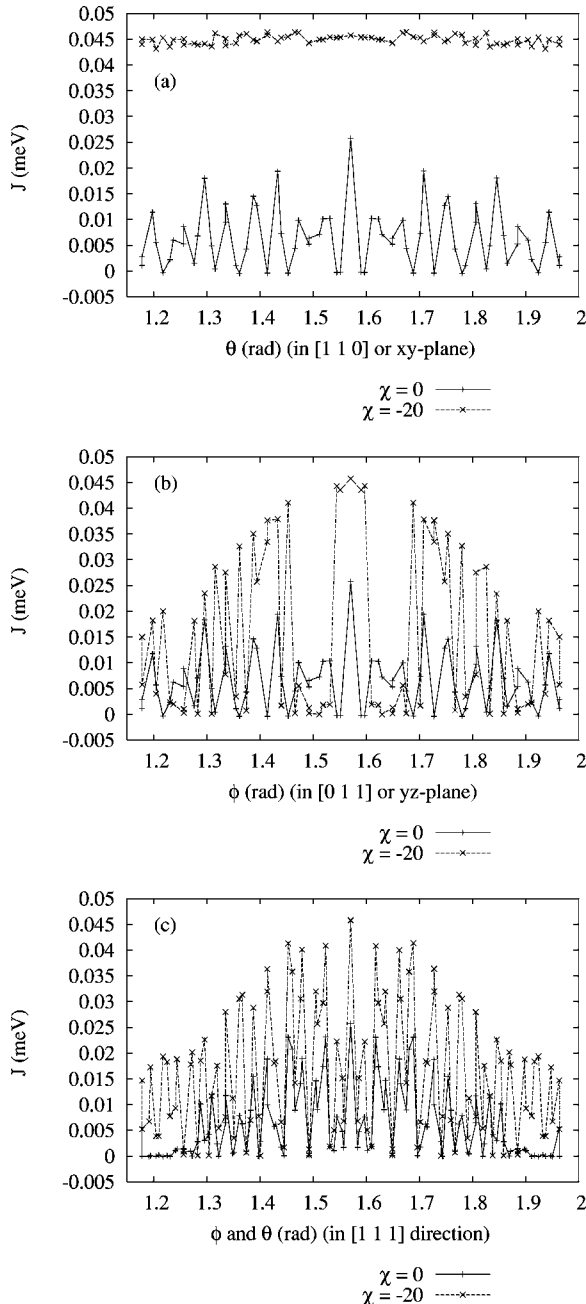 0.05
0.045
0.04
0.035
0.03
0.025
0.02
0.015
0.01
0.005
0
-0.005
J (meV)
(a)
1.2 1.3 1.4 1.5 1.6 1.7 1.8 1.9 2
θ (rad) (in [1 1 0] or xy-plane)
χ = 0
χ = -20
0.05
0.045
0.04
0.035
0.03
0.025
0.02
0.015
0.01
0.005
0
-0.005
J (meV)
(b)
1.2 1.3 1.4 1.5 1.6 1.7 1.8 1.9 2
ϕ (rad) (in [0 1 1] or yz-plane)
χ = 0
χ = -20
0.05
0.045
0.04
0.035
0.03
0.025
0.02
0.015
0.01
0.005
0
-0.005
J (meV)
(c)
1.2 1.3 1.4 1.5 1.6 1.7 1.8 1.9 2
ϕ and θ (rad) (in [1 1 1] direction)
χ = 0
χ = -20